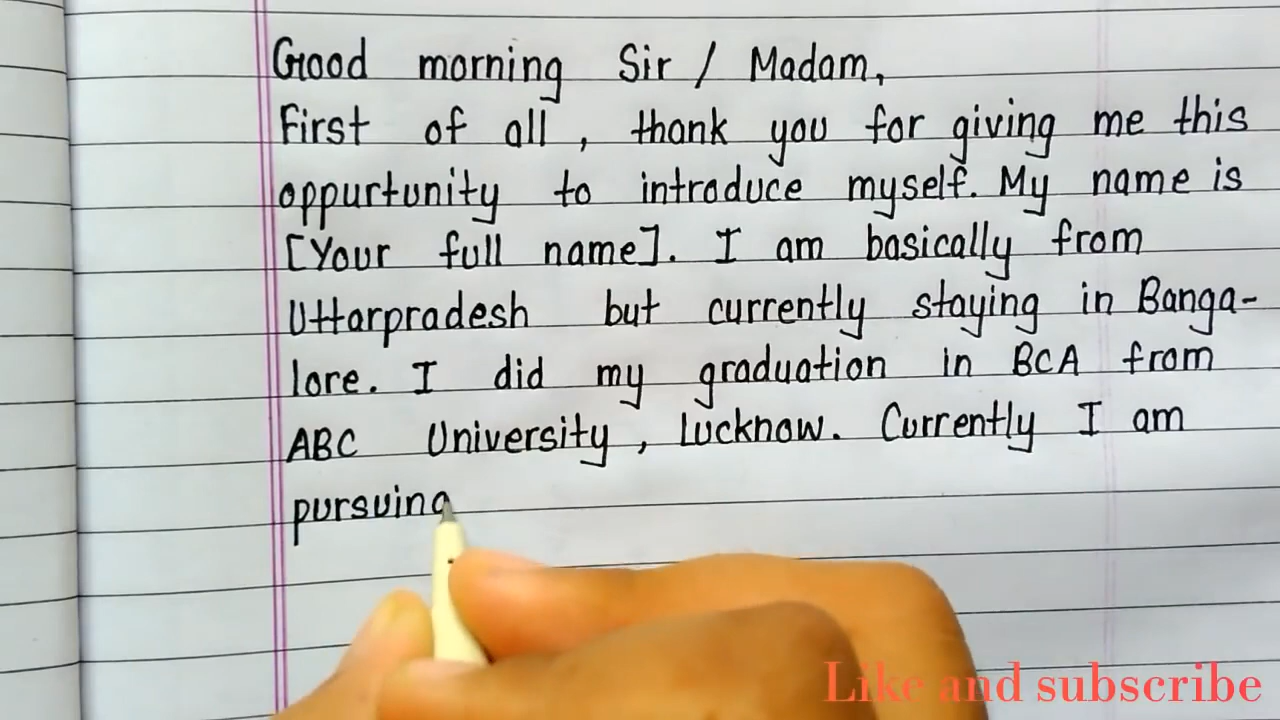 Good morning Sir / Madam,
First of all, thank you for giving me this
oppurtunity to introduce myself. My name is
[Your full name]. I am basically from
Uttarpradesh but currently staying in Banga-
lore. I did my graduation in BCA from
ABC University, Lucknow. Currently I am
pursuing
Like and subscribe